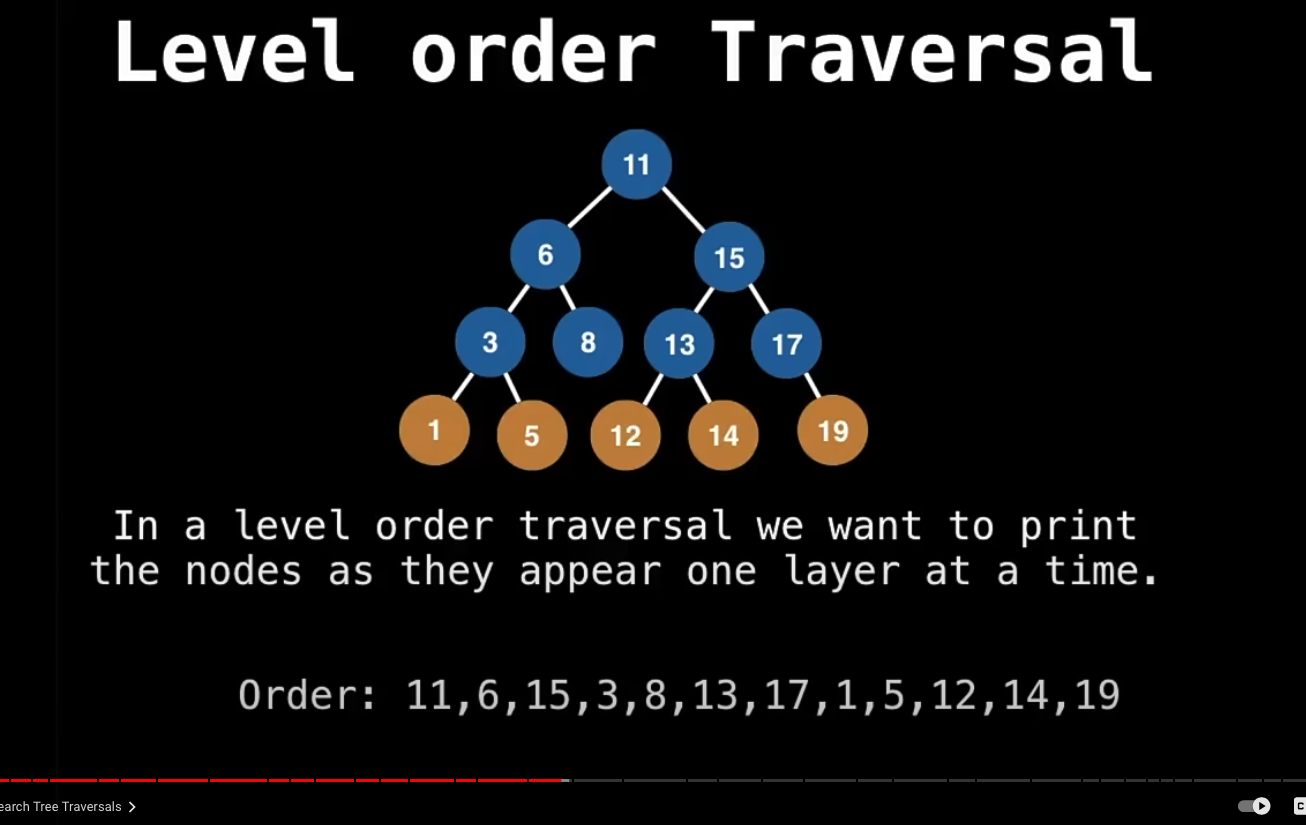 Level order Traversal
11
6
15
3
8
13
17
1
5
12
14
19
In a level order traversal we want to print
the nodes as they appear one layer at a time.
Order: 11,6,15,3,8,13,17,1,5,12,14,19
earch Tree Traversals